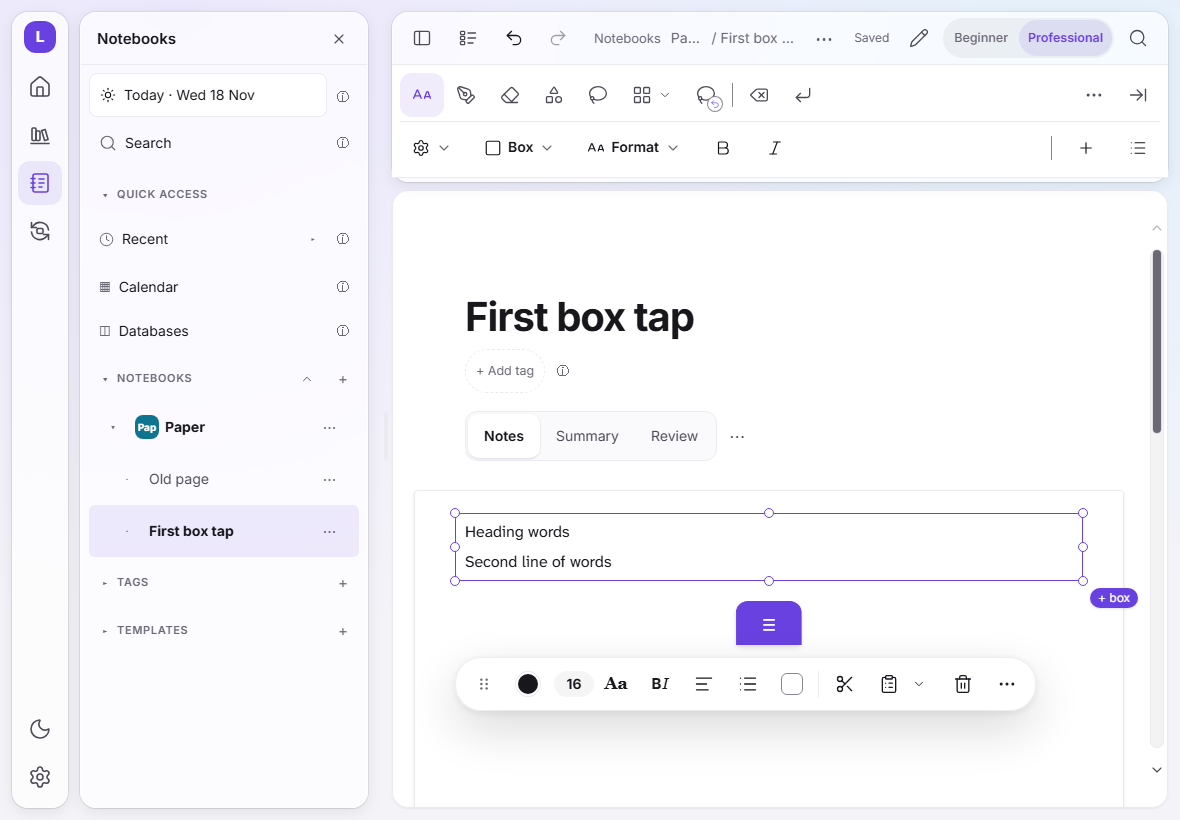 L
Notebooks
Today · Wed 18 Nov
Search
QUICK ACCESS
Recent
Calendar
Databases
NOTEBOOKS
Pap Paper
Old page
First box tap
TAGS
TEMPLATES
Notebooks Pa... / First box ... Saved Beginner Professional
AA
Box AA Format B I
First box tap
+ Add tag
Notes Summary Review
Heading words
Second line of words
+ box
16 Aa BI